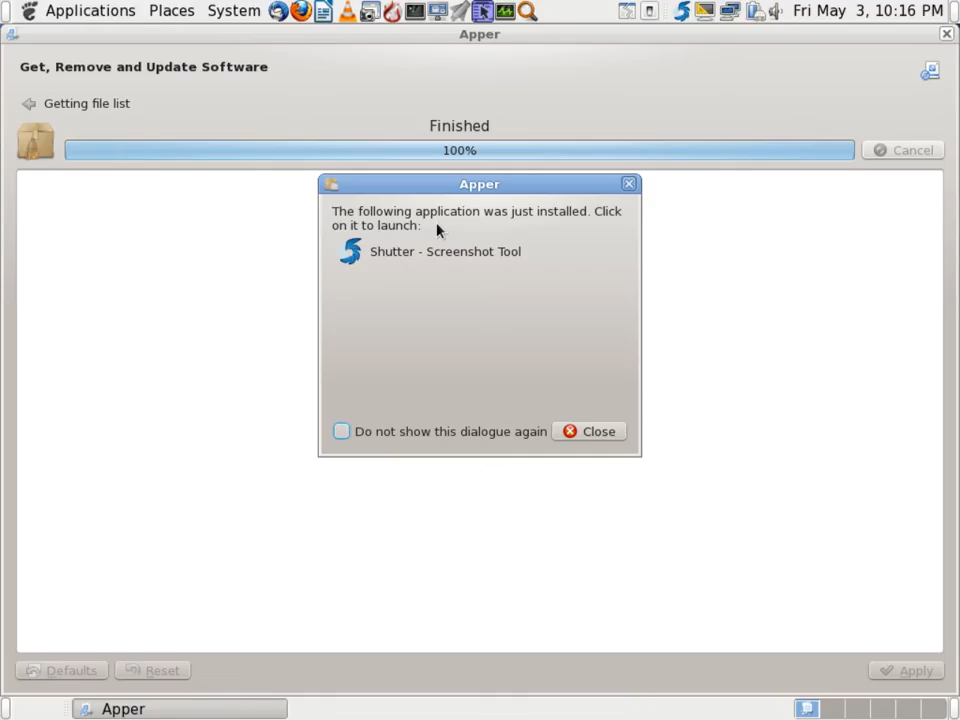 Applications Places System Fri May 3, 10:16 PM
Apper
Get, Remove and Update Software
Getting file list
Finished
100%
Cancel
Apper
The following application was just installed. Click
on it to launch:
Shutter - Screenshot Tool
Do not show this dialogue again Close
Defaults Reset Apply
Apper